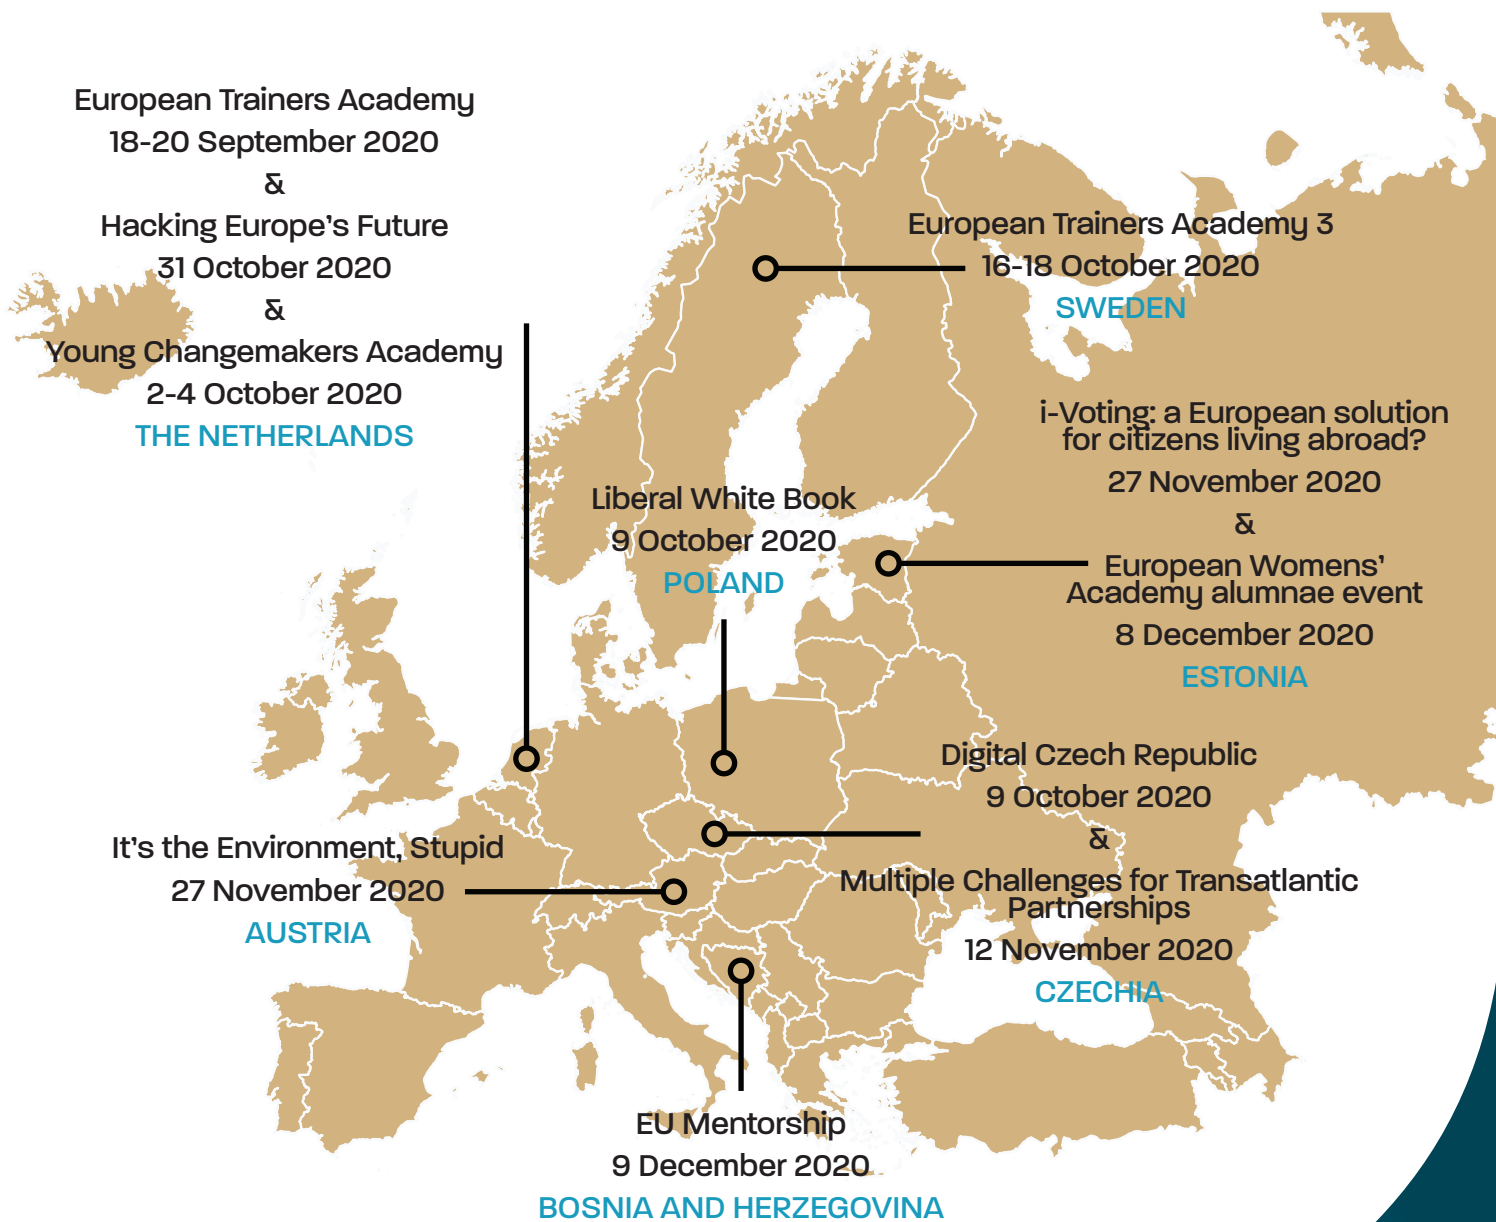 European Trainers Academy
18-20 September 2020
&
Hacking Europe's Future
31 October 2020
&
Young Changemakers Academy
2-4 October 2020
THE NETHERLANDS
European Trainers Academy 3
16-18 October 2020
SWEDEN
i-Voting: a European solution
for citizens living abroad?
27 November 2020
&
European Womens'
Academy alumnae event
8 December 2020
ESTONIA
Liberal White Book
9 October 2020
POLAND
Digital Czech Republic
9 October 2020
&
Multiple Challenges for Transatlantic
Partnerships
12 November 2020
CZECHIA
It's the Environment, Stupid
27 November 2020
AUSTRIA
EU Mentorship
9 December 2020
BOSNIA AND HERZEGOVINA